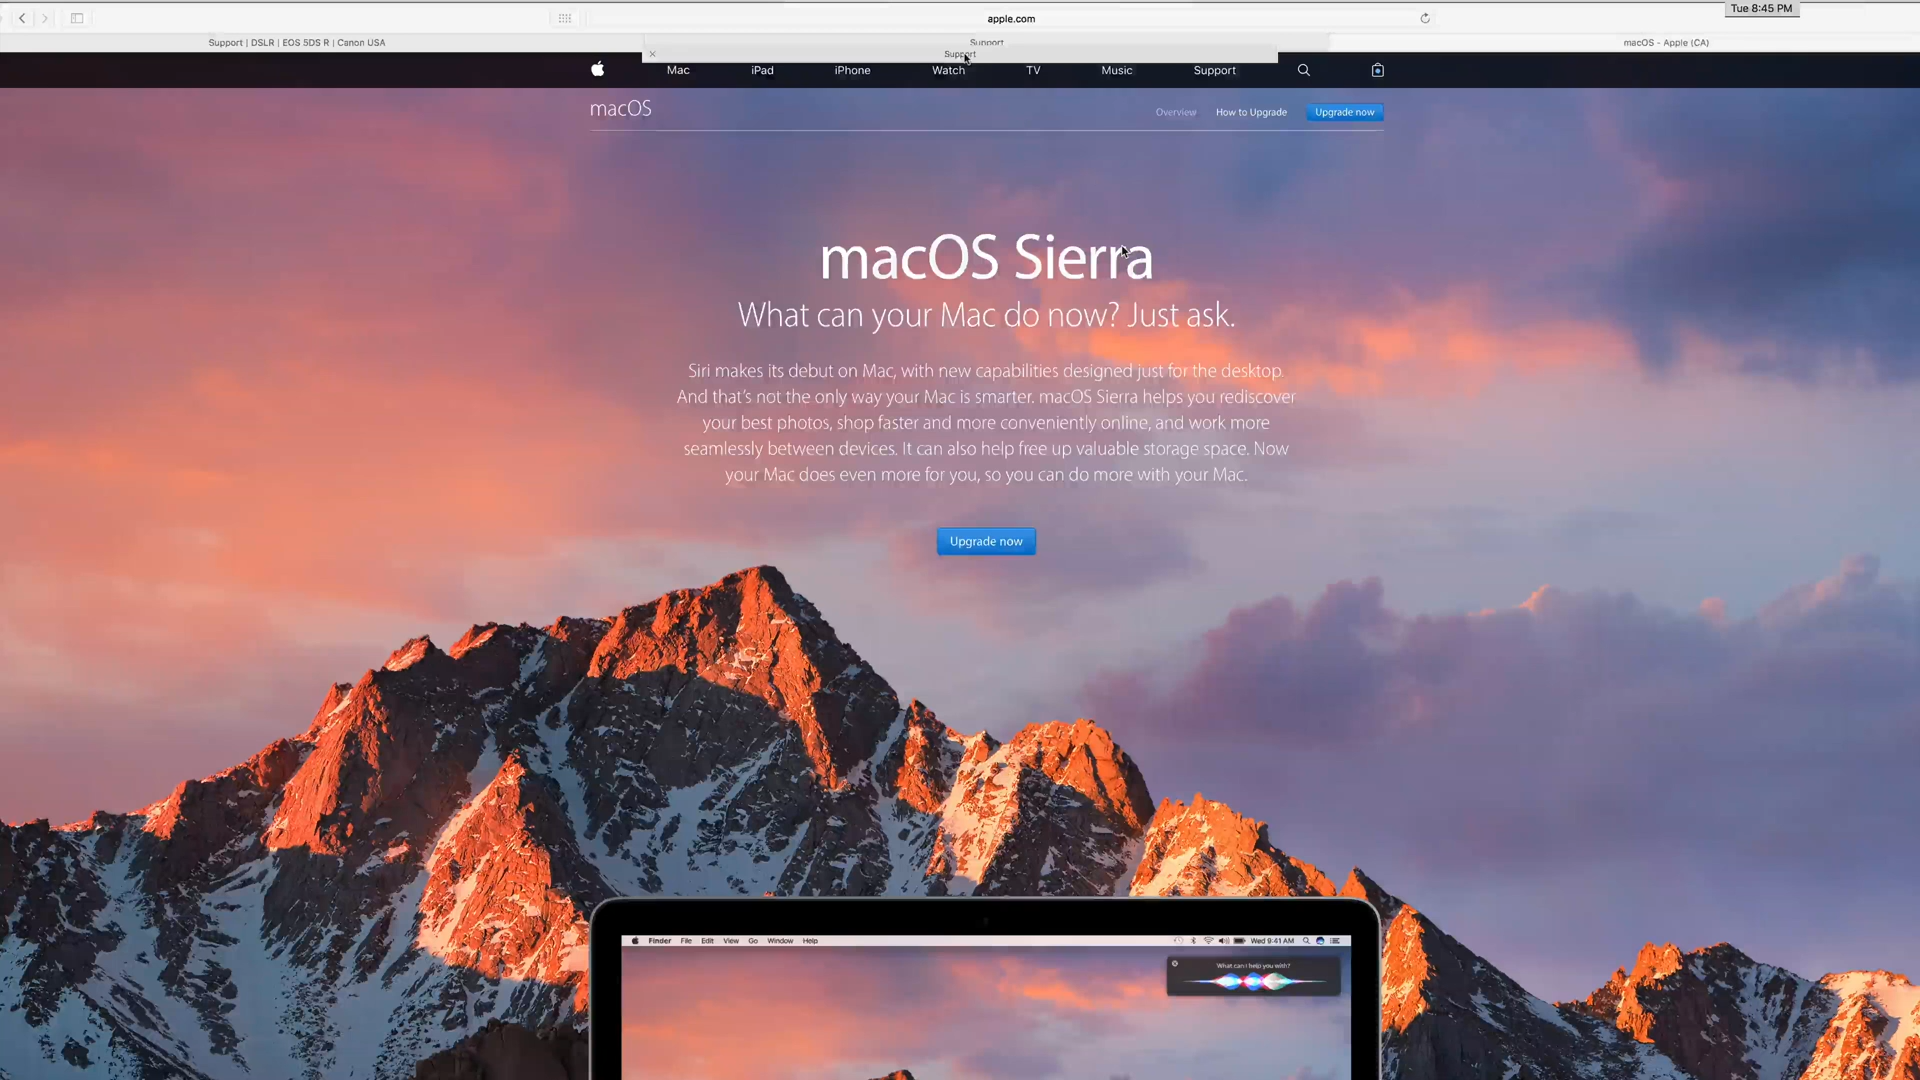 Tue 8:45 PM
apple.com
Support | DSLR | EOS 5DS R | Canon USA
Support
macOS - Apple (CA)
Support
Mac
iPad
iPhone
Watch
TV
Music
Support
macOS
Overview
How to Upgrade
Upgrade now
macOS Sierra
What can your Mac do now? Just ask.
Siri makes its debut on Mac, with new capabilities designed just for the desktop.
And that's not the only way your Mac is smarter. macOS Sierra helps you rediscover
your best photos, shop faster and more conveniently online, and work more
seamlessly between devices. It can also help free up valuable storage space. Now
your Mac does even more for you, so you can do more with your Mac.
Upgrade now
Finder File Edit View Go Window Help
Wed 9:41 AM
What can I help you with?